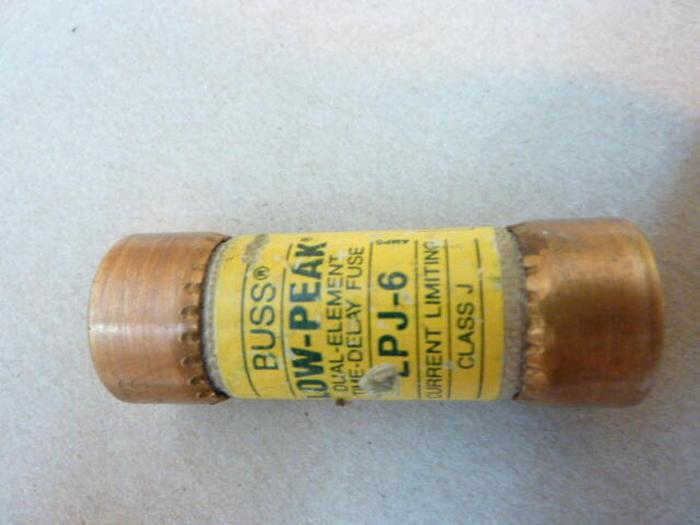 BUSS®
LOW-PEAK®
DUAL-ELEMENT
TIME-DELAY FUSE
LPJ-6
AMPS
CURRENT LIMITING
CLASS J